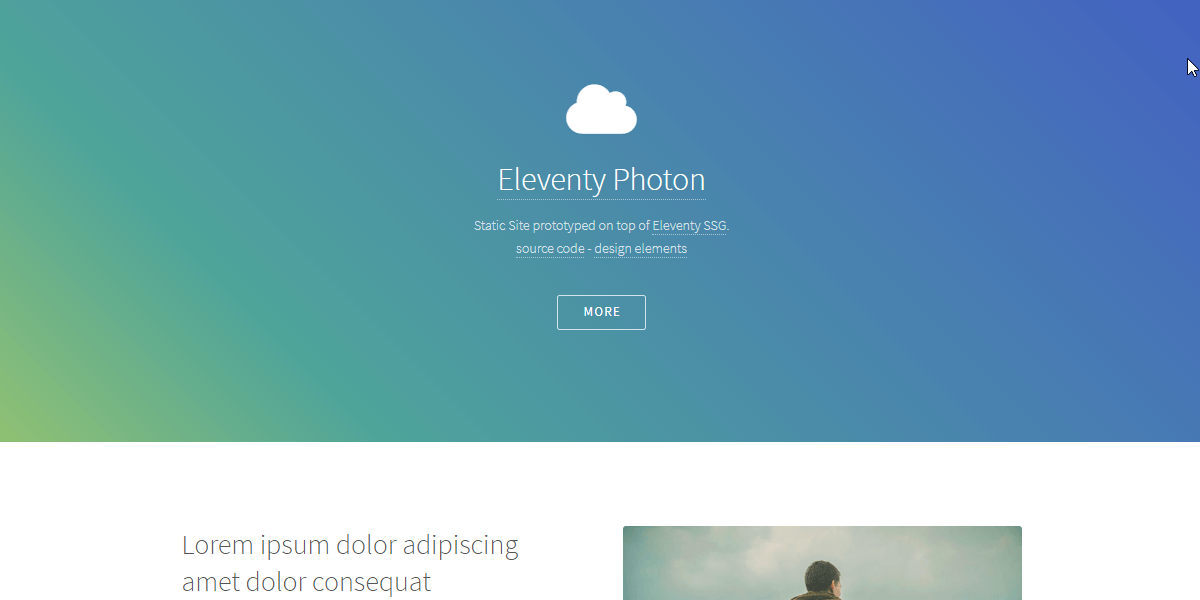 Eleventy Photon
Static Site prototyped on top of Eleventy SSG.
source code - design elements
MORE
Lorem ipsum dolor adipiscing
amet dolor consequat